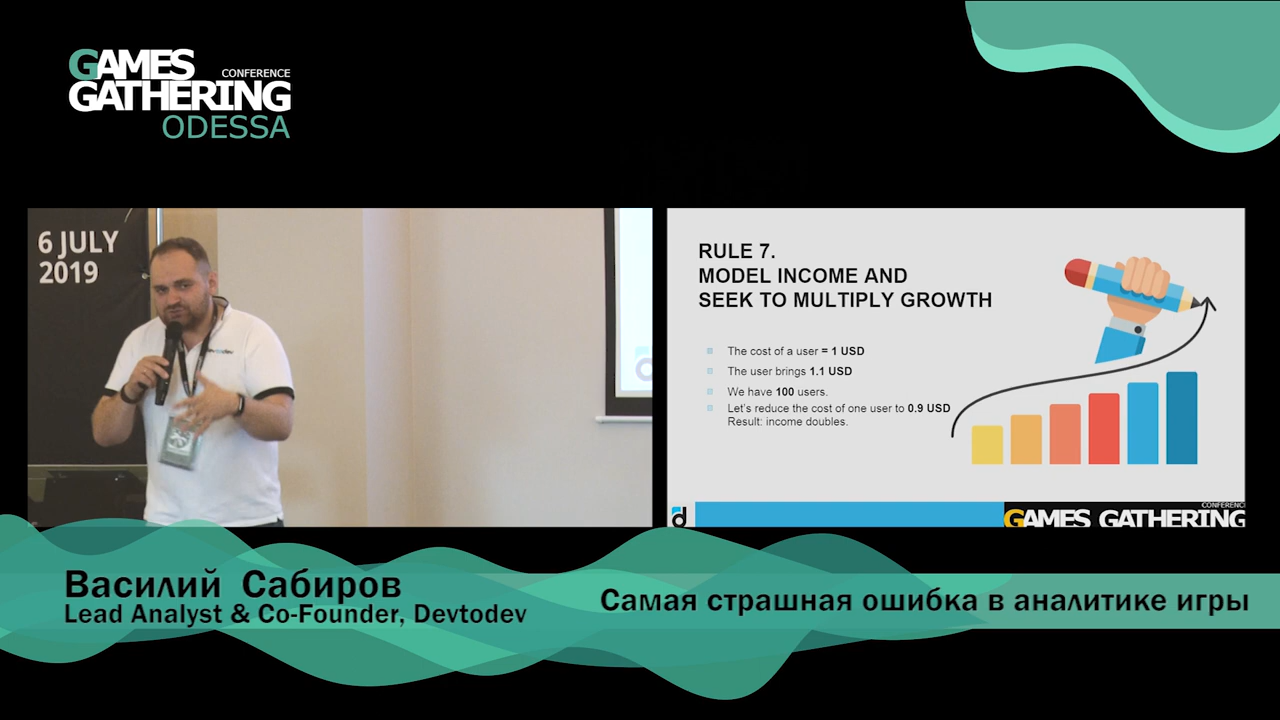 GAMES
CONFERENCE
GATHERING
ODESSA
6 JULY
2019
RULE 7.
MODEL INCOME AND
SEEK TO MULTIPLY GROWTH
The cost of a user = 1 USD
The user brings 1.1 USD
We have 100 users.
Let's reduce the cost of one user to 0.9 USD
Result: income doubles.
d
CONFERENCE
GAMES GATHERING
Василий Сабиров
Lead Analyst & Co-Founder, Devtodev
Самая страшная ошибка в аналитике игры